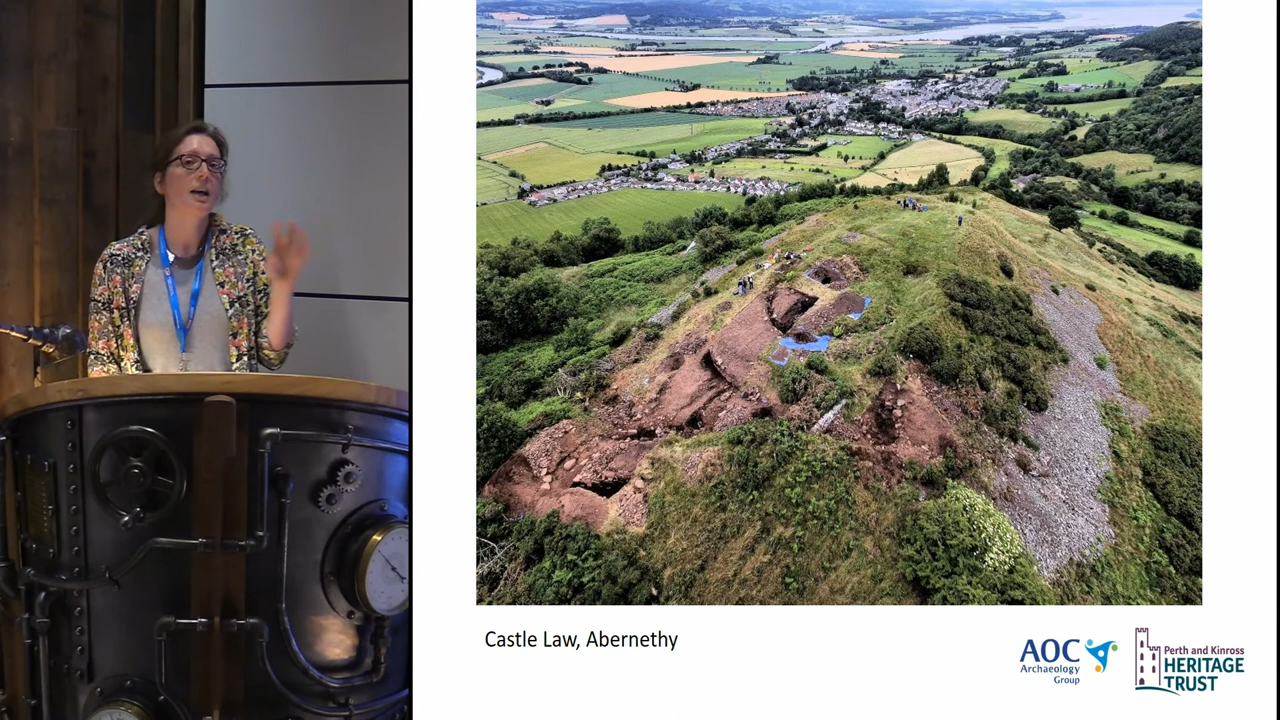 Castle Law, Abernethy
AOC
Archaeology
Group
Perth and Kinross
HERITAGE
TRUST